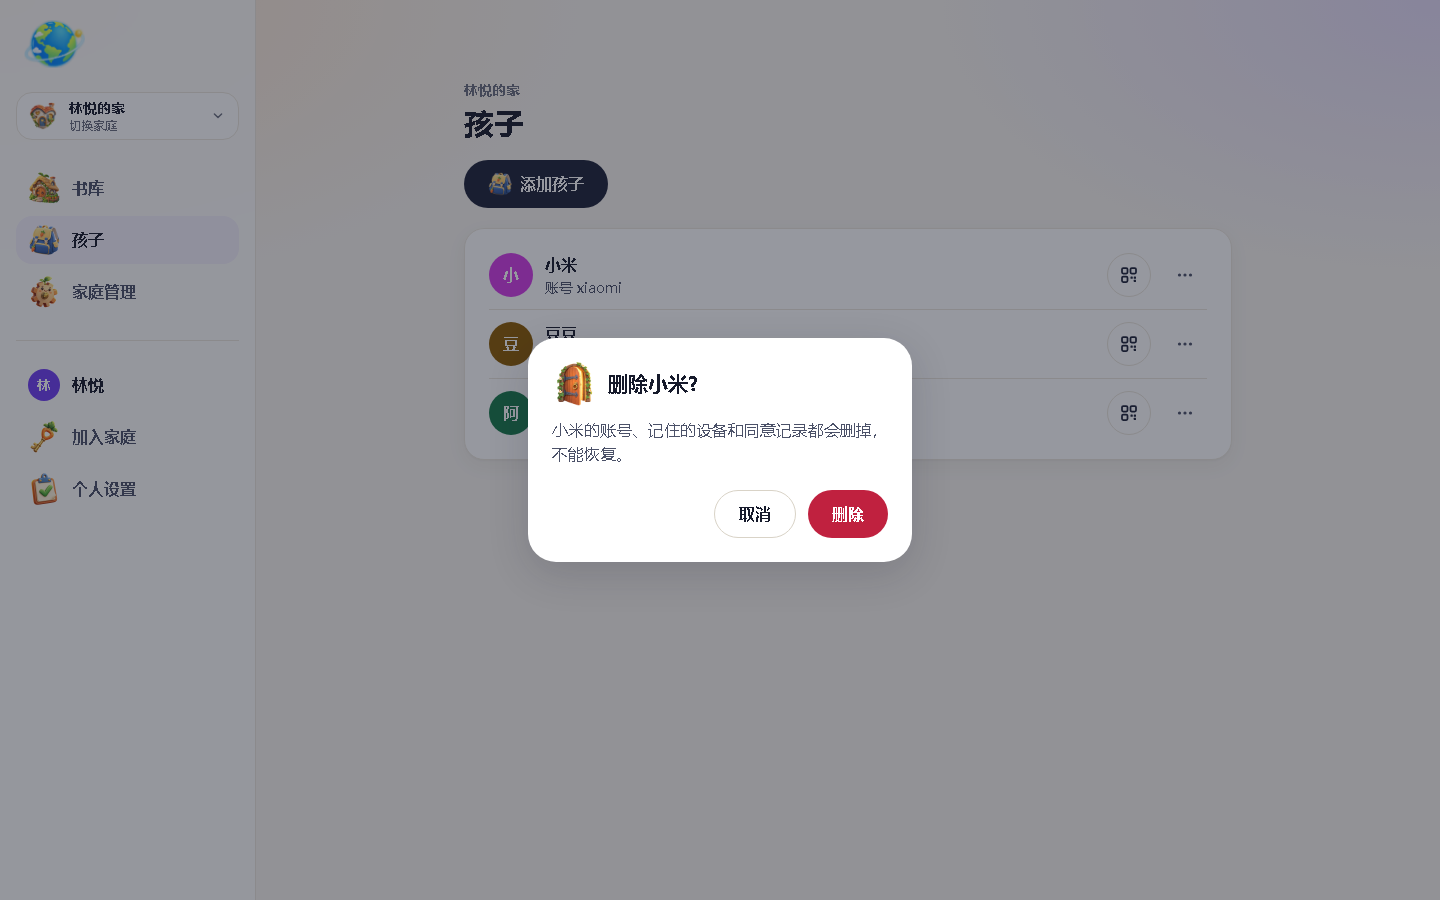 林悦的家
切换家庭
书库
孩子
家庭管理
林
林悦
加入家庭
个人设置
林悦的家
孩子
添加孩子
小
小米
账号 xiaomi
豆
豆豆
阿
删除小米?
小米的账号、记住的设备和同意记录都会删掉，
不能恢复。
取消
删除